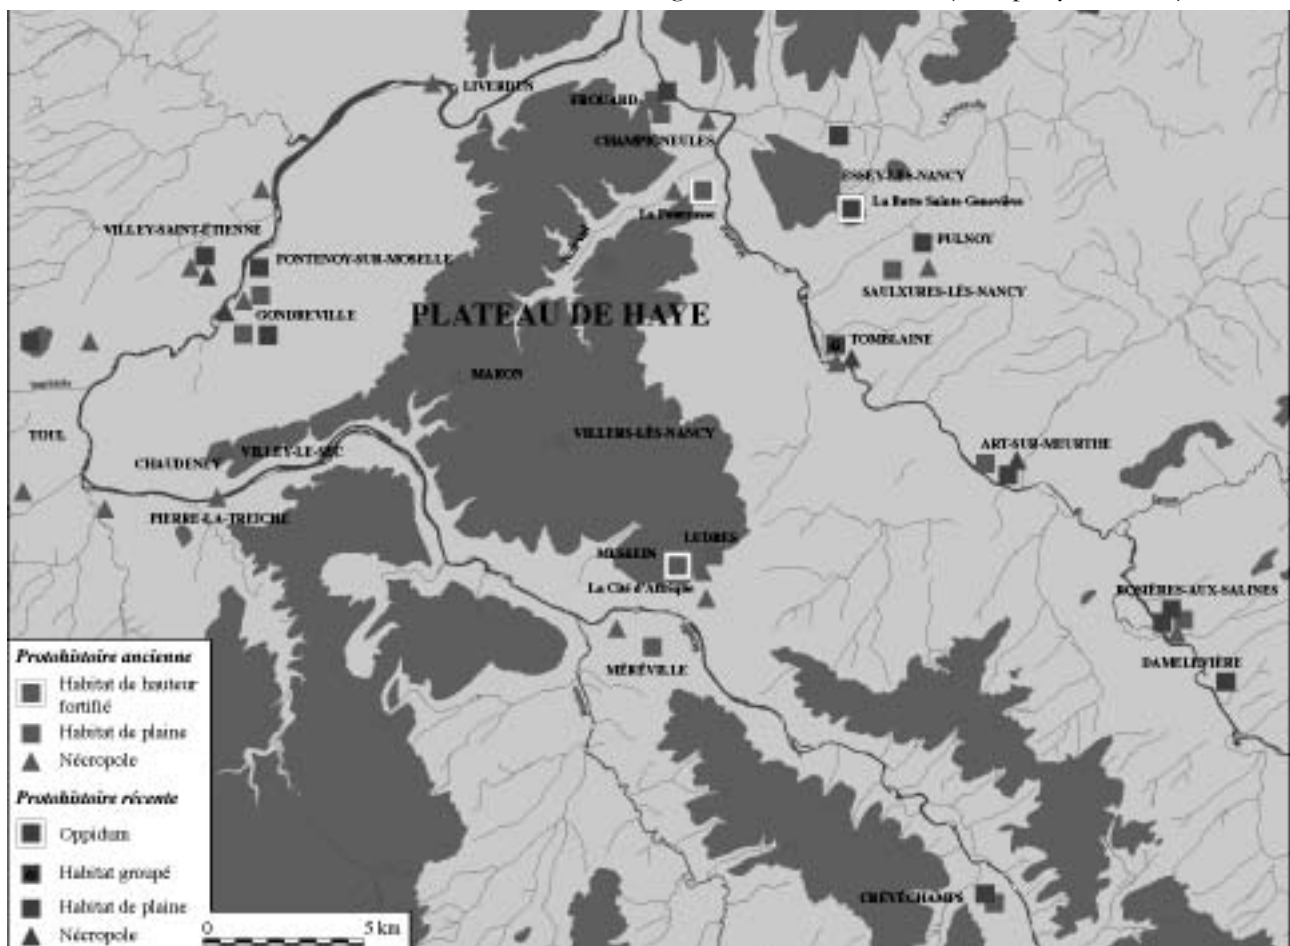 LIVERDUN
FROUARD
CHAMPIGNEULES
ESSEY-LÈS-NANCY
La Butte Sainte Geneviève
La Fourasse
VILLEY-SAINT-ÉTIENNE
PULNOY
FONTENOY-SUR-MOSELLE
SAULXURES-LÈS-NANCY
GONDREVILLE
PLATEAU DE HAYE
TOMBLAINE
MARON
TOUL
VILLERS-LÈS-NANCY
ART-SUR-MEURTHE
VILLEY-LE-SEC
CHAUDENEY
PIERRE-LA-TREICHE
LUDRES
MESSEIN
La Cité d'Affrique
ROSIÈRES-AUX-SALINES
MÉRÉVILLE
DAMELEVIÈRE
CRÉVÉCHAMPS
Protohistoire ancienne
Habitat de hauteur
fortifié
Habitat de plaine
Nécropole
Protohistoire récente
Oppidum
Habitat groupé
Habitat de plaine
Nécropole
0 5 km